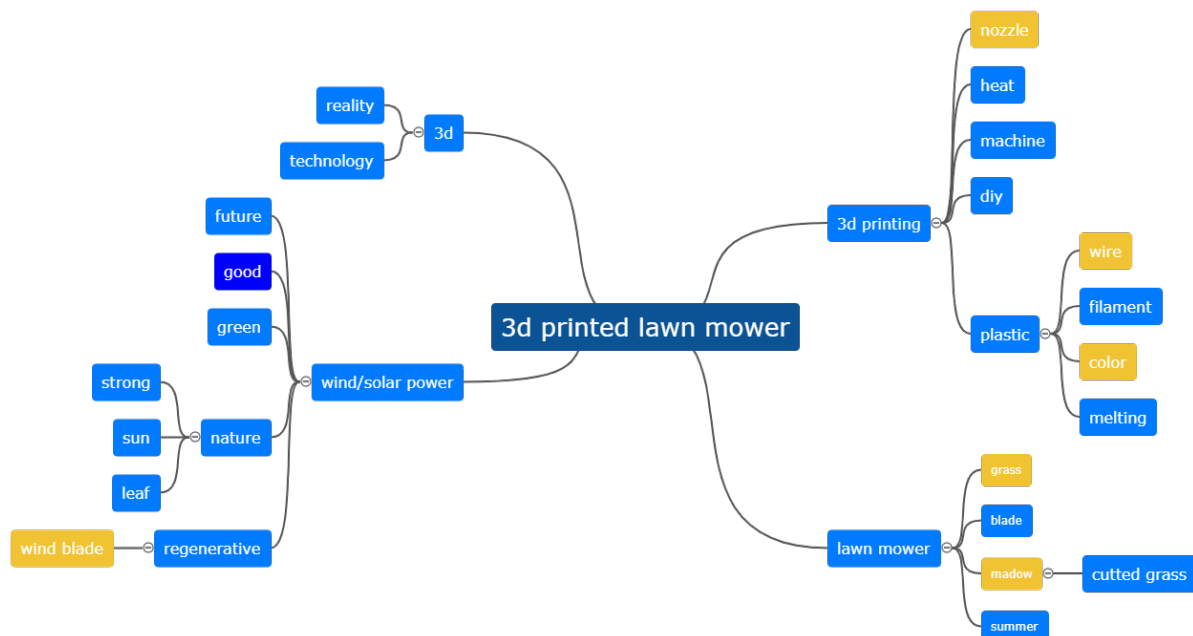 3d printed lawn mower
3d
reality
technology
wind/solar power
future
good
green
nature
strong
sun
leaf
regenerative
wind blade
3d printing
nozzle
heat
machine
diy
plastic
wire
filament
color
melting
lawn mower
grass
blade
madow
cutted grass
summer